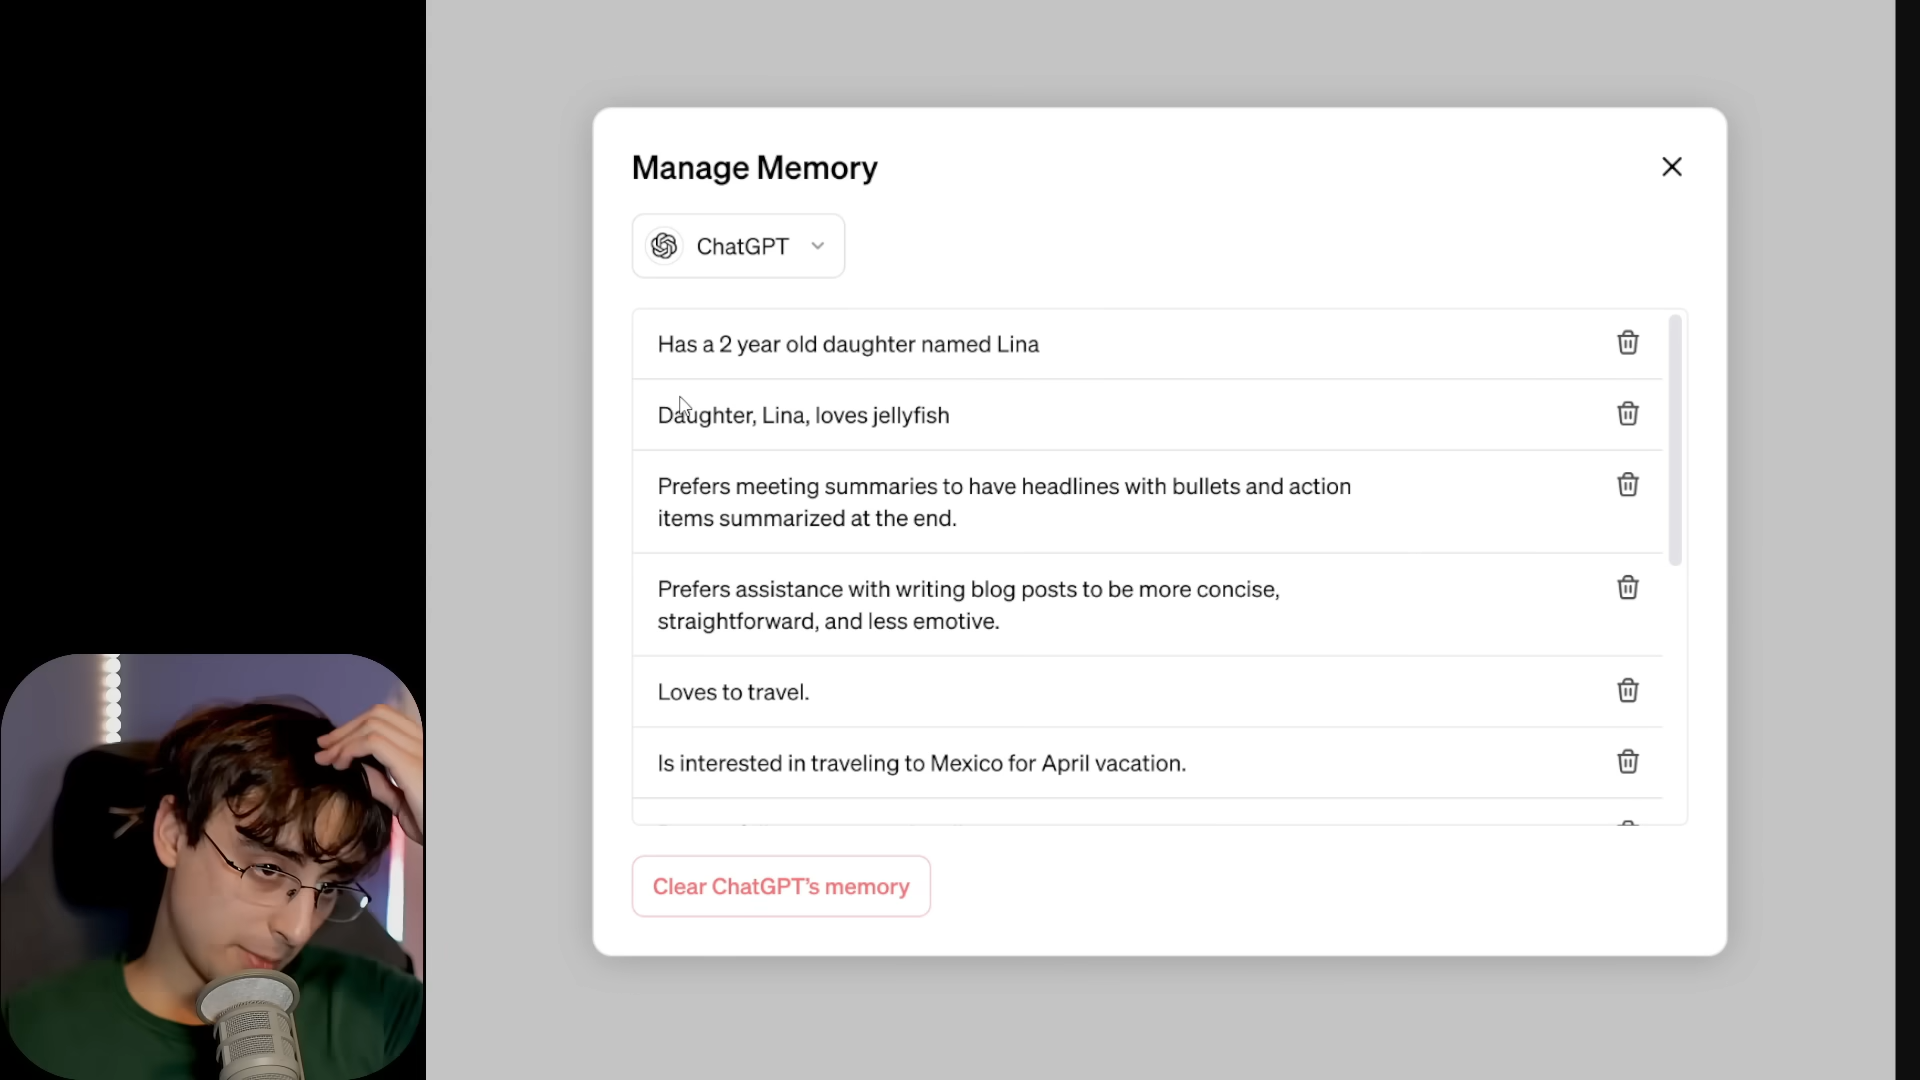 Manage Memory
ChatGPT
Has a 2 year old daughter named Lina
Daughter, Lina, loves jellyfish
Prefers meeting summaries to have headlines with bullets and action
items summarized at the end.
Prefers assistance with writing blog posts to be more concise,
straightforward, and less emotive.
Loves to travel.
Is interested in traveling to Mexico for April vacation.
Clear ChatGPT's memory